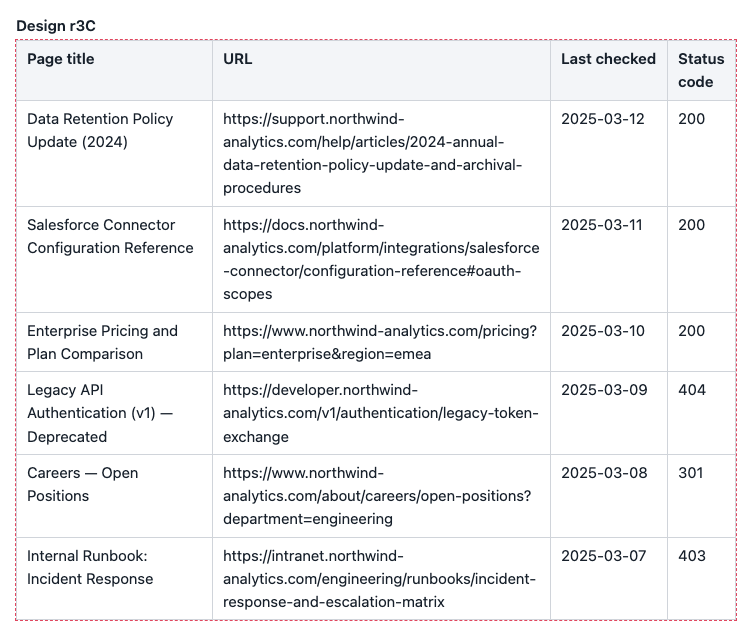 Design r3C
Page title URL Last checked Status
code
Data Retention Policy
Update (2024)
https://support.northwind-
analytics.com/help/articles/2024-annual-
data-retention-policy-update-and-archival-
procedures
2025-03-12
200
Salesforce Connector
Configuration Reference
https://docs.northwind-
analytics.com/platform/integrations/salesforce
-connector/configuration-reference#oauth-
scopes
2025-03-11
200
Enterprise Pricing and
Plan Comparison
https://www.northwind-analytics.com/pricing?
plan=enterprise&region=emea
2025-03-10
200
Legacy API
Authentication (v1) —
Deprecated
https://developer.northwind-
analytics.com/v1/authentication/legacy-token-
exchange
2025-03-09
404
Careers — Open
Positions
https://www.northwind-
analytics.com/about/careers/open-positions?
department=engineering
2025-03-08
301
Internal Runbook:
Incident Response
https://intranet.northwind-
analytics.com/engineering/runbooks/incident-
response-and-escalation-matrix
2025-03-07
403